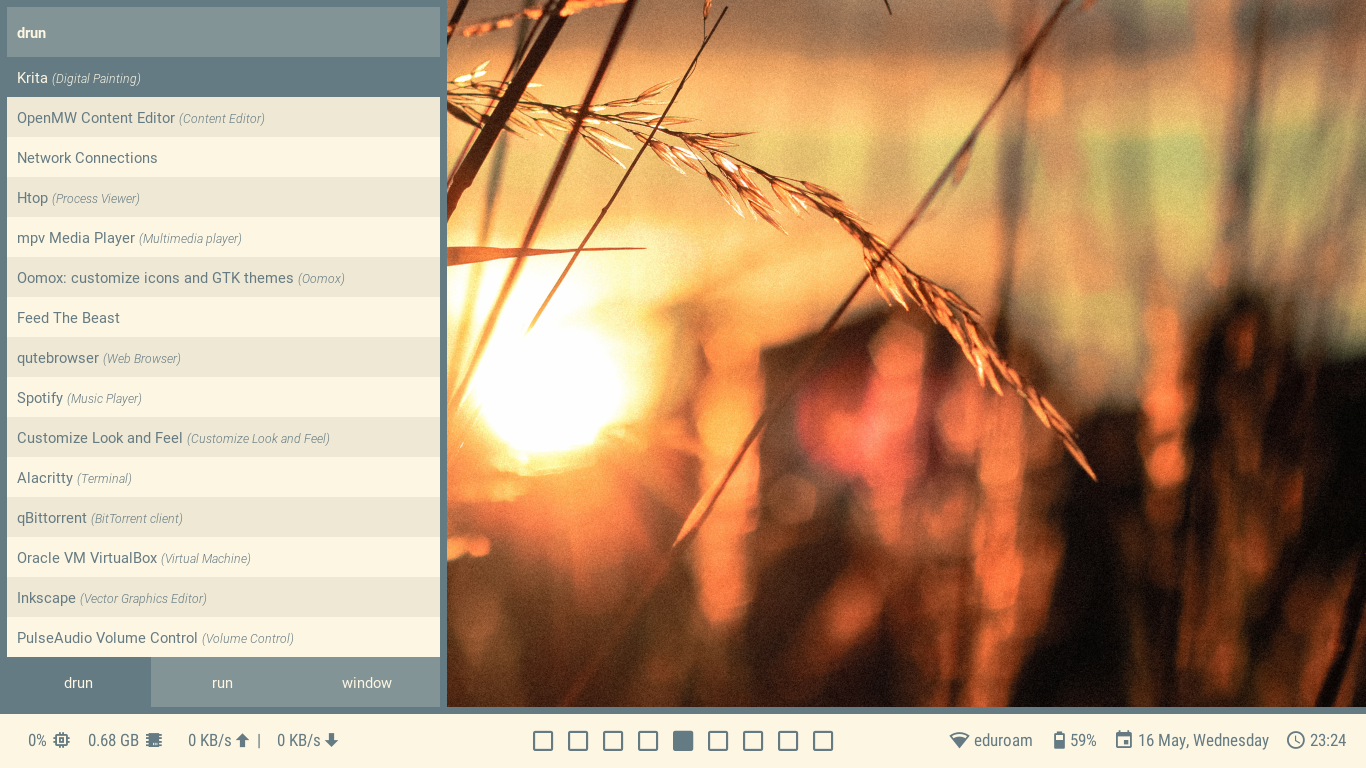 drun
Krita (Digital Painting)
OpenMW Content Editor (Content Editor)
Network Connections
Htop (Process Viewer)
mpv Media Player (Multimedia player)
Oomox: customize icons and GTK themes (Oomox)
Feed The Beast
qutebrowser (Web Browser)
Spotify (Music Player)
Customize Look and Feel (Customize Look and Feel)
Alacritty (Terminal)
qBittorrent (BitTorrent client)
Oracle VM VirtualBox (Virtual Machine)
Inkscape (Vector Graphics Editor)
PulseAudio Volume Control (Volume Control)
drun run window
0% 0.68 GB 0 KB/s | 0 KB/s eduroam 59% 16 May, Wednesday 23:24